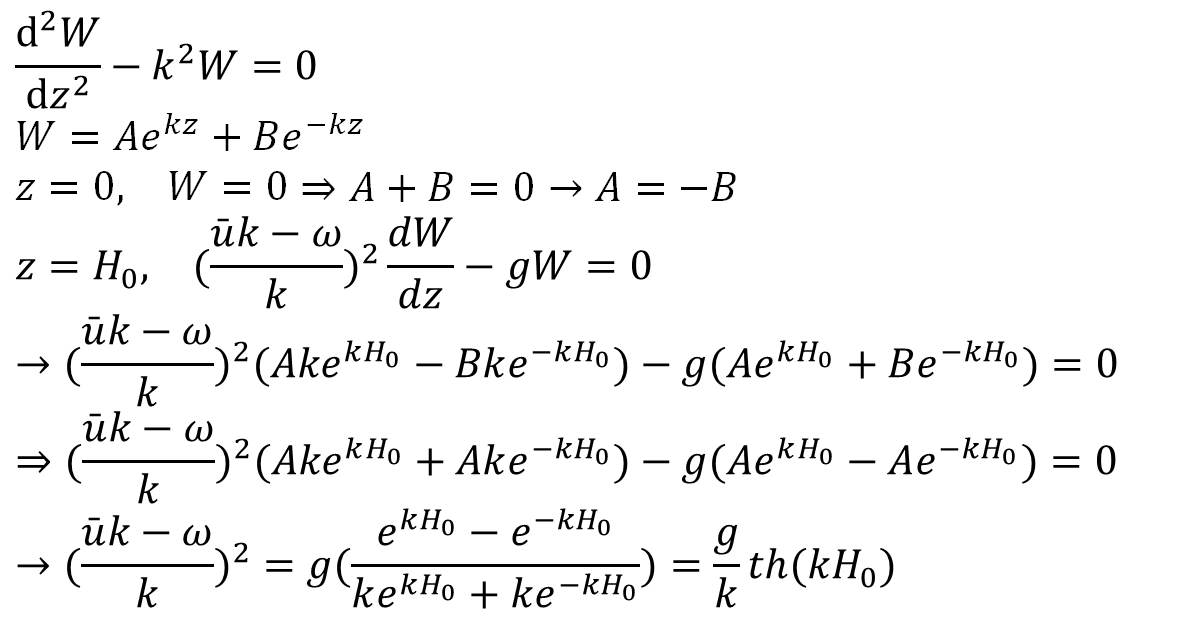 d²W/dz² − k²W = 0
W = Ae^{kz} + Be^{−kz}
z = 0, W = 0 ⇒ A + B = 0 → A = −B
z = H₀, ((ūk − ω)/k)² dW/dz − gW = 0
→ ((ūk − ω)/k)² (Ake^{kH₀} − Bke^{−kH₀}) − g(Ae^{kH₀} + Be^{−kH₀}) = 0
⇒ ((ūk − ω)/k)² (Ake^{kH₀} + Ake^{−kH₀}) − g(Ae^{kH₀} − Ae^{−kH₀}) = 0
→ ((ūk − ω)/k)² = g((e^{kH₀} − e^{−kH₀})/(ke^{kH₀} + ke^{−kH₀})) = g/k th(kH₀)